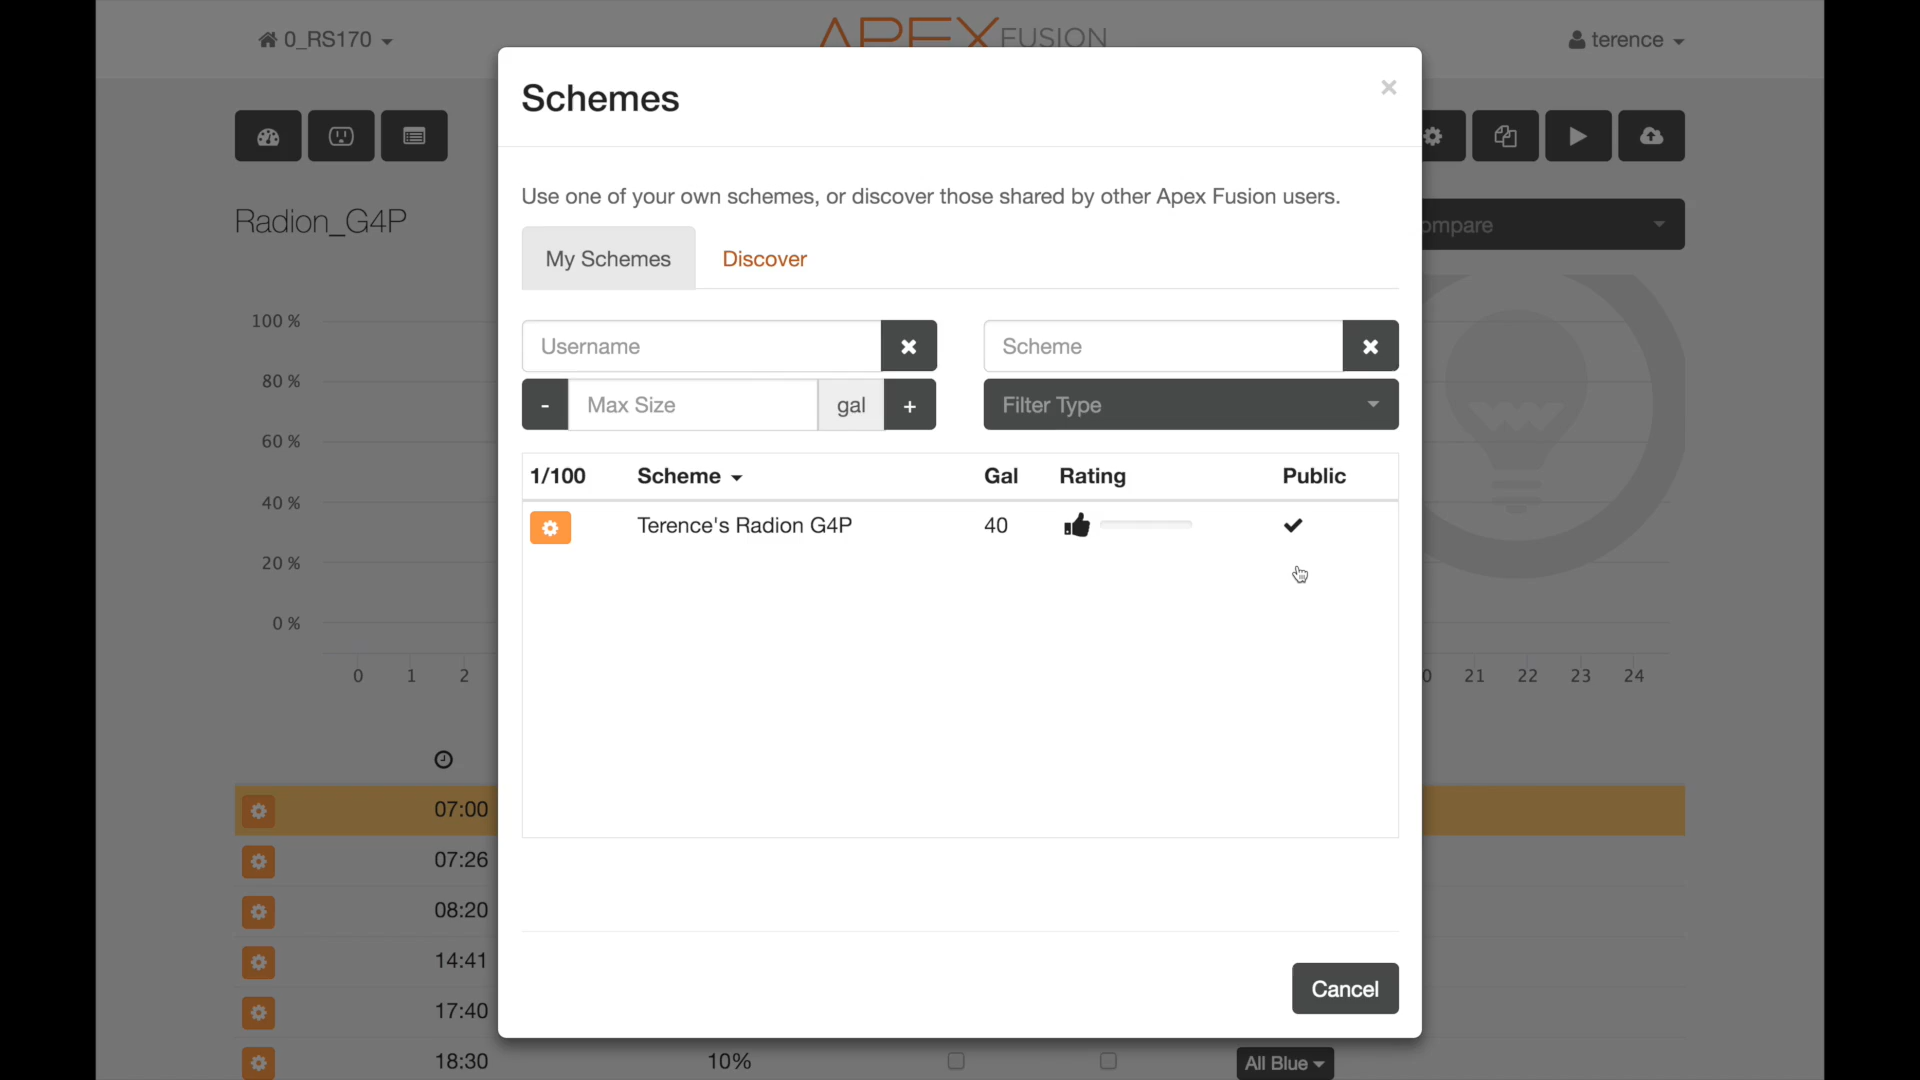 0_RS170
APEX FUSION
terence
Schemes
×
Use one of your own schemes, or discover those shared by other Apex Fusion users.
My Schemes
Discover
Radion_G4P
ompare
Username
Scheme
- Max Size gal +
Filter Type
1/100 Scheme Gal Rating Public
Terence's Radion G4P 40
100 %
80 %
60 %
40 %
20 %
0 %
0 1 2 0 21 22 23 24
07:00
07:26
08:20
14:41
17:40
Cancel
18:30 10% All Blue